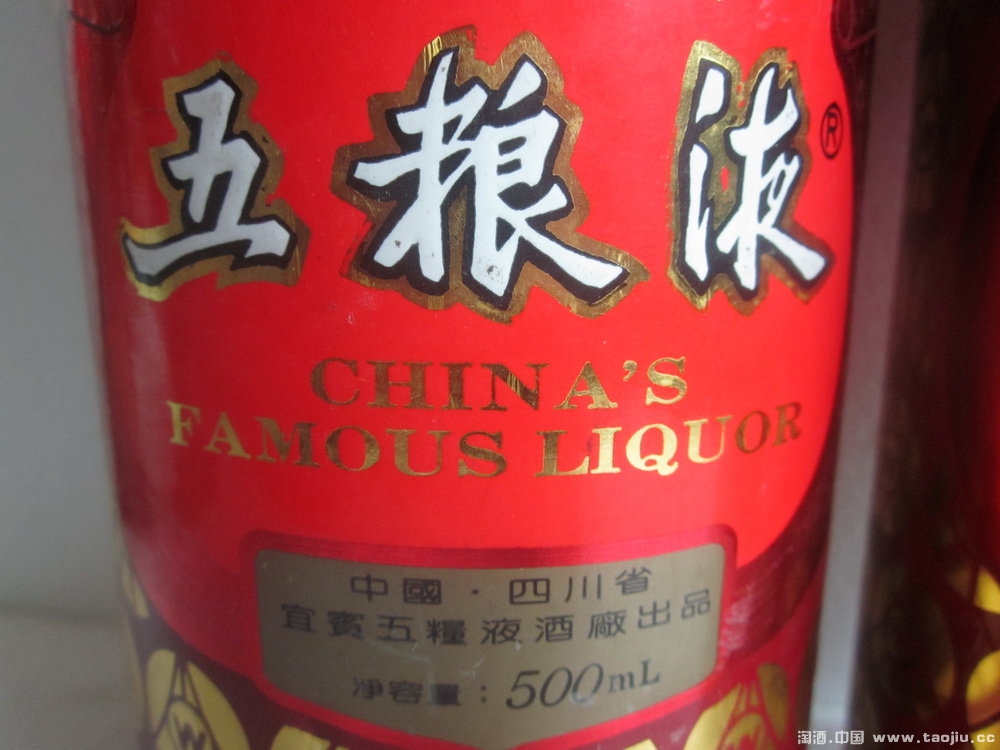 五粮液®
CHINA'S
FAMOUS LIQUOR
中國·四川省
宜賓五糧液酒廠出品
淨容量：500mL
淘酒.中国 www.taojiu.cc